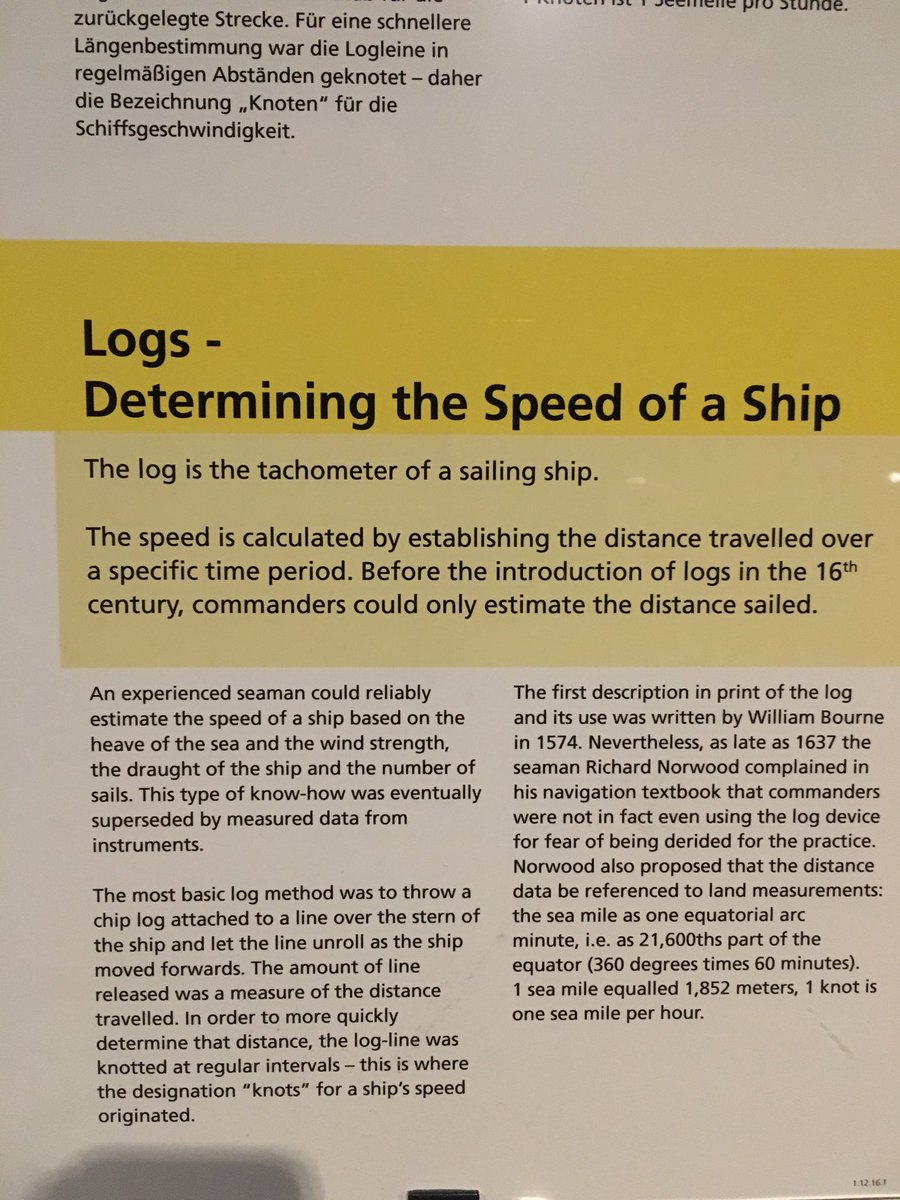 zurückgelegte Strecke. Für eine schnellere
Längenbestimmung war die Logleine in
regelmäßigen Abständen geknotet – daher
die Bezeichnung „Knoten“ für die
Schiffsgeschwindigkeit.
1 Knoten ist 1 Seemeile pro Stunde.
Logs -
Determining the Speed of a Ship
The log is the tachometer of a sailing ship.
The speed is calculated by establishing the distance travelled over
a specific time period. Before the introduction of logs in the 16th
century, commanders could only estimate the distance sailed.
An experienced seaman could reliably
estimate the speed of a ship based on the
heave of the sea and the wind strength,
the draught of the ship and the number of
sails. This type of know-how was eventually
superseded by measured data from
instruments.
The most basic log method was to throw a
chip log attached to a line over the stern of
the ship and let the line unroll as the ship
moved forwards. The amount of line
released was a measure of the distance
travelled. In order to more quickly
determine that distance, the log-line was
knotted at regular intervals – this is where
the designation “knots” for a ship‘s speed
originated.
The first description in print of the log
and its use was written by William Bourne
in 1574. Nevertheless, as late as 1637 the
seaman Richard Norwood complained in
his navigation textbook that commanders
were not in fact even using the log device
for fear of being derided for the practice.
Norwood also proposed that the distance
data be referenced to land measurements:
the sea mile as one equatorial arc
minute, i.e. as 21,600ths part of the
equator (360 degrees times 60 minutes).
1 sea mile equalled 1,852 meters, 1 knot is
one sea mile per hour.
1.12.16.1